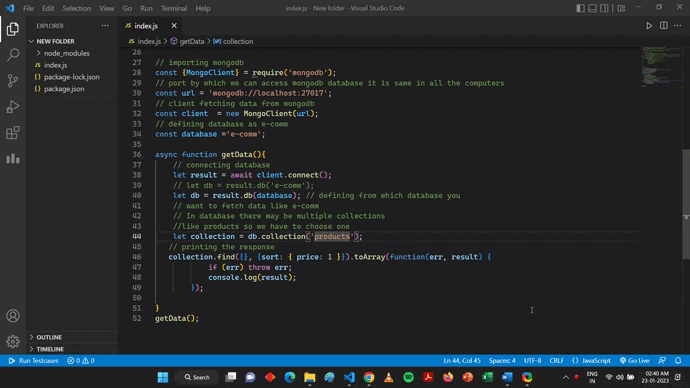 File Edit Selection View Go Run Terminal Help
index.js - New folder - Visual Studio Code
EXPLORER
index.js
NEW FOLDER
node_modules
index.js
package-lock.json
package.json
index.js > getData > collection
26
27 // importing mongodb
28 const {MongoClient} = require('mongodb');
29 // port by which we can access mongodb database it is same in all the computers
30 const url = 'mongodb://localhost:27017';
31 // client fetching data from mongodb
32 const client = new MongoClient(url);
33 // defining database as e-comm
34 const database ='e-comm';
35
36 async function getData(){
37 // connecting database
38 let result = await client.connect();
39 // let db = result.db('e-comm');
40 let db = result.db(database); // defining from which database you
41 // want to fetch data like e-comm
42 // In database there may be multiple collections
43 //like products so we have to choose one
44 let collection = db.collection('products');
45 // printing the response
46 collection.find({}, {sort: { price: 1 }}).toArray(function(err, result) {
47 if (err) throw err;
48 console.log(result);
49 });
50
51 }
52 getData();
OUTLINE
TIMELINE
Run Testcases 0 0
Ln 44, Col 45 Spaces: 4 UTF-8 CRLF {} JavaScript Go Live
Search
ENG
IN
02:40 AM
23-01-2023